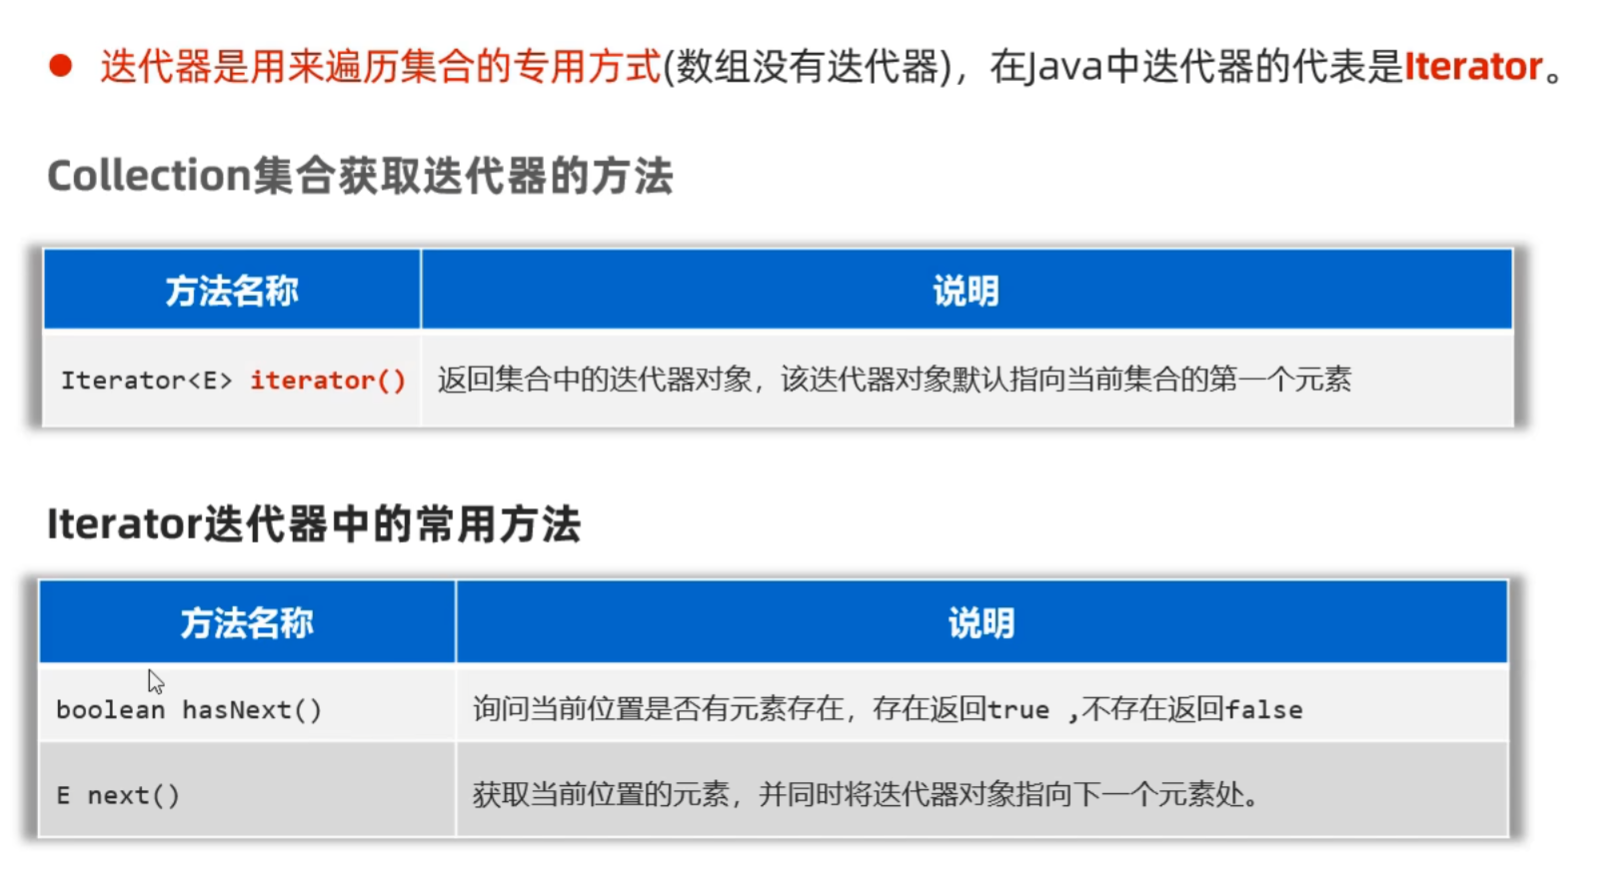 迭代器是用来遍历集合的专用方式(数组没有迭代器)，在Java中迭代器的代表是Iterator。
Collection集合获取迭代器的方法
方法名称 说明
Iterator<E> iterator() 返回集合中的迭代器对象，该迭代器对象默认指向当前集合的第一个元素
Iterator迭代器中的常用方法
方法名称 说明
boolean hasNext() 询问当前位置是否有元素存在，存在返回true ,不存在返回false
E next() 获取当前位置的元素，并同时将迭代器对象指向下一个元素处。